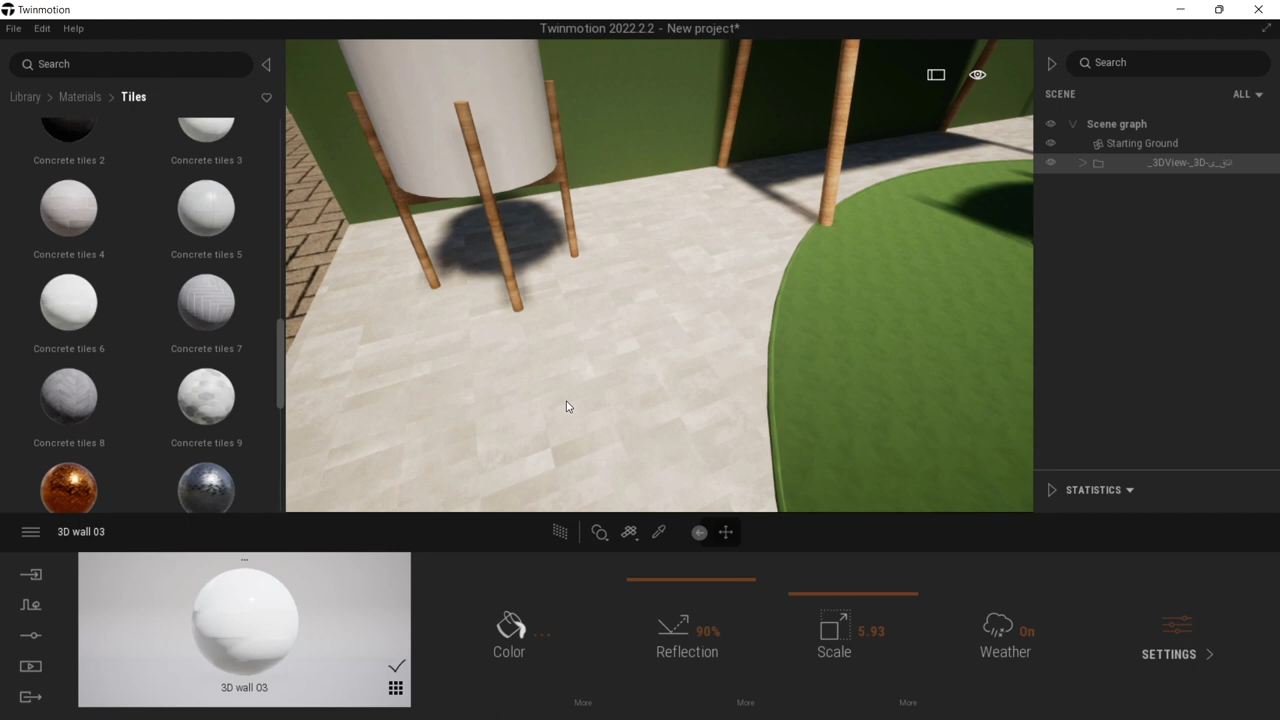 Twinmotion
File Edit Help
Twinmotion 2022.2.2 - New project*
Search
Library > Materials > Tiles
Concrete tiles 2
Concrete tiles 3
Concrete tiles 4
Concrete tiles 5
Concrete tiles 6
Concrete tiles 7
Concrete tiles 8
Concrete tiles 9
Search
SCENE
ALL
Scene graph
Starting Ground
STATISTICS
3D wall 03
3D wall 03
Color ...
More
Reflection 90%
More
Scale 5.93
More
Weather On
SETTINGS